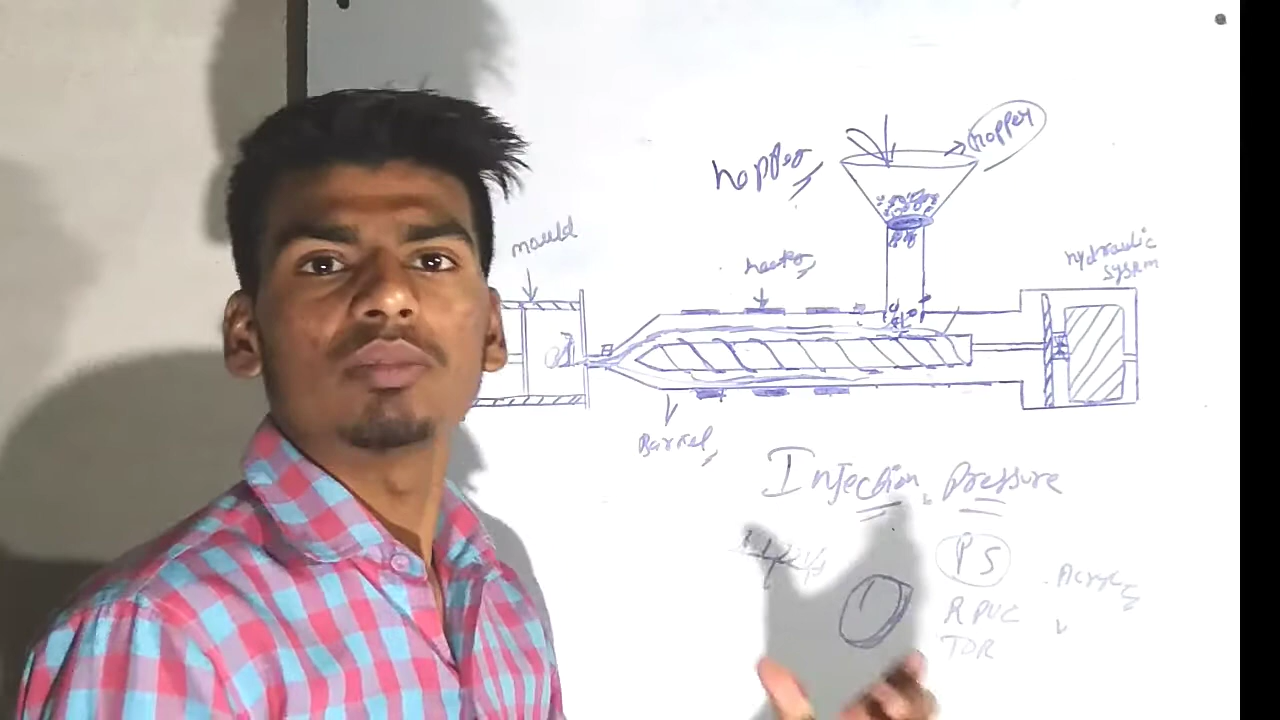 hopper
hopper
mould
heater
hydraulic
system
Barrel
Injection Pressure
PS
R PVC